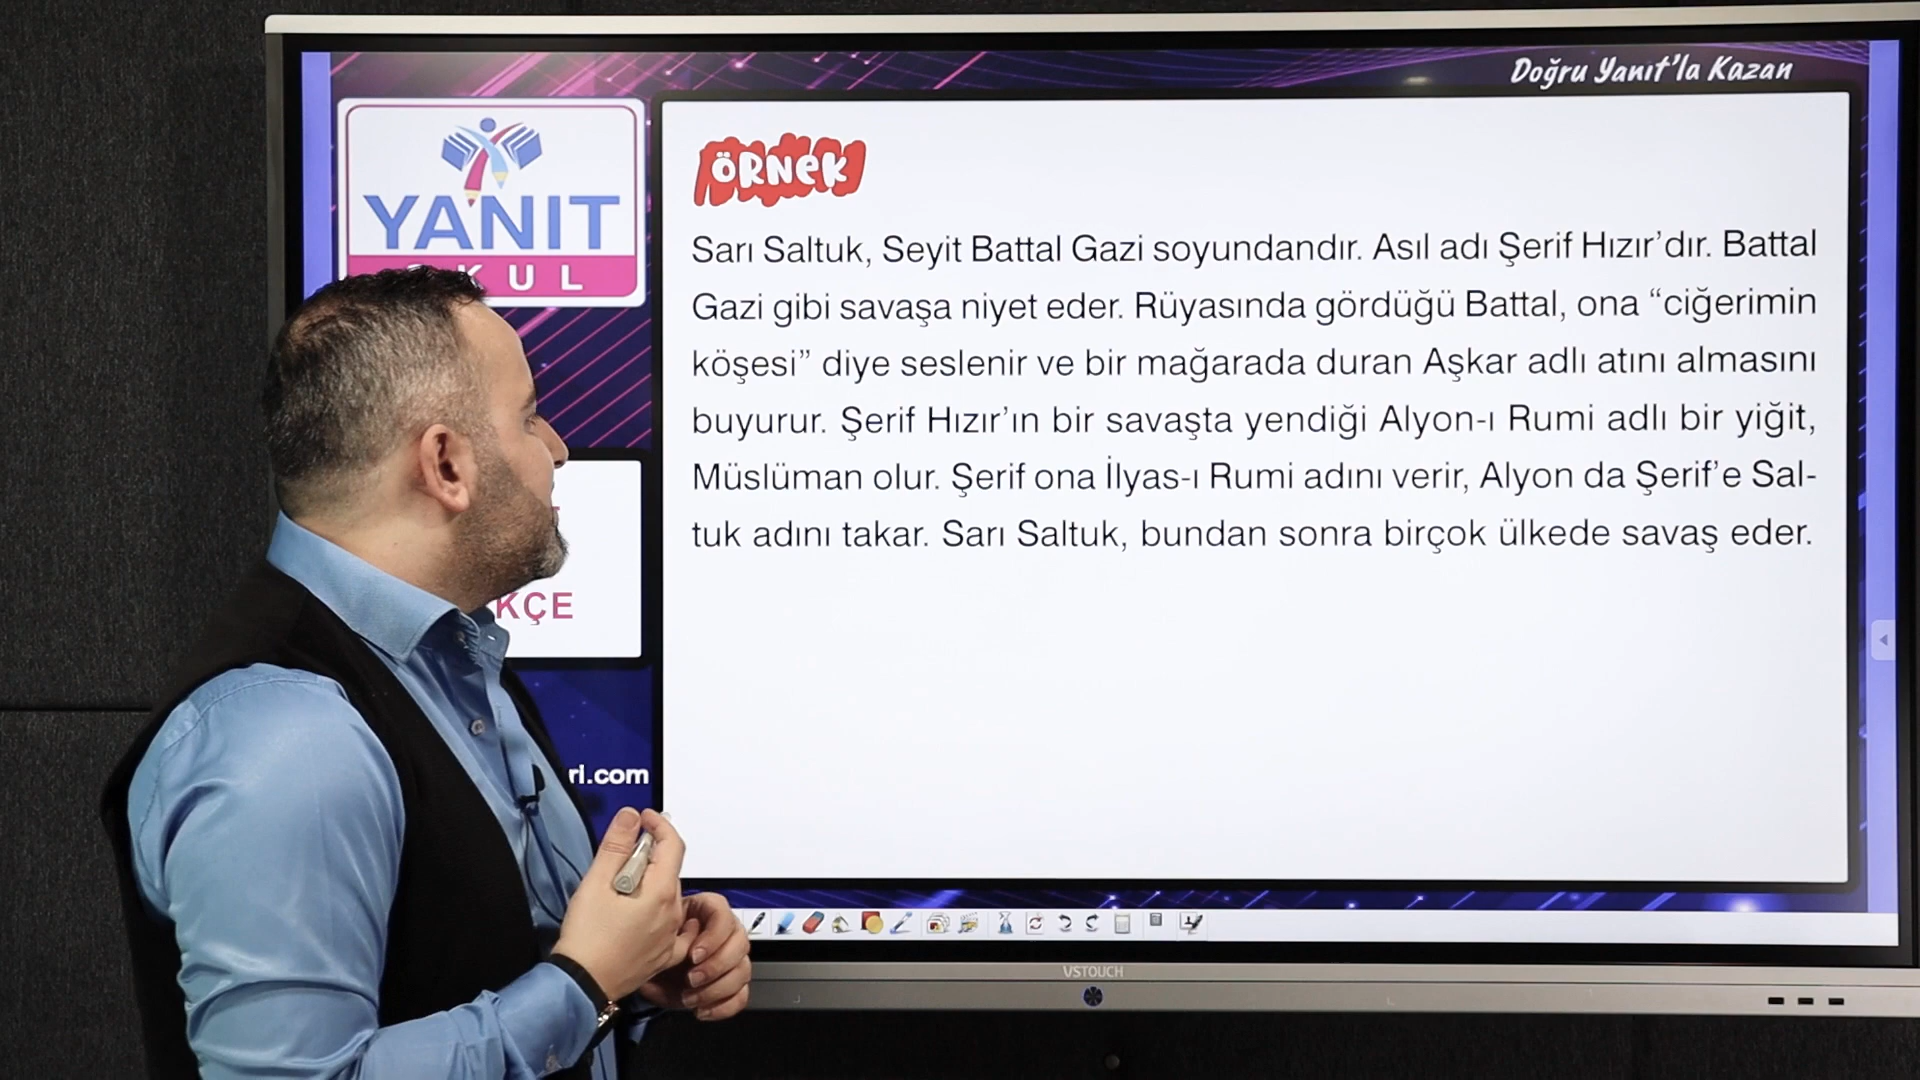 Doğru Yanıt'la Kazan
YANIT
KUL
ÖRNEK
Sarı Saltuk, Seyit Battal Gazi soyundandır. Asıl adı Şerif Hızır'dır. Battal
Gazi gibi savaşa niyet eder. Rüyasında gördüğü Battal, ona “ciğerimin
köşesi” diye seslenir ve bir mağarada duran Aşkar adlı atını almasını
buyurur. Şerif Hızır'ın bir savaşta yendiği Alyon-ı Rumi adlı bir yiğit,
Müslüman olur. Şerif ona İlyas-ı Rumi adını verir, Alyon da Şerif'e Sal-
tuk adını takar. Sarı Saltuk, bundan sonra birçok ülkede savaş eder.
KÇE
ri.com
VSTOUCH